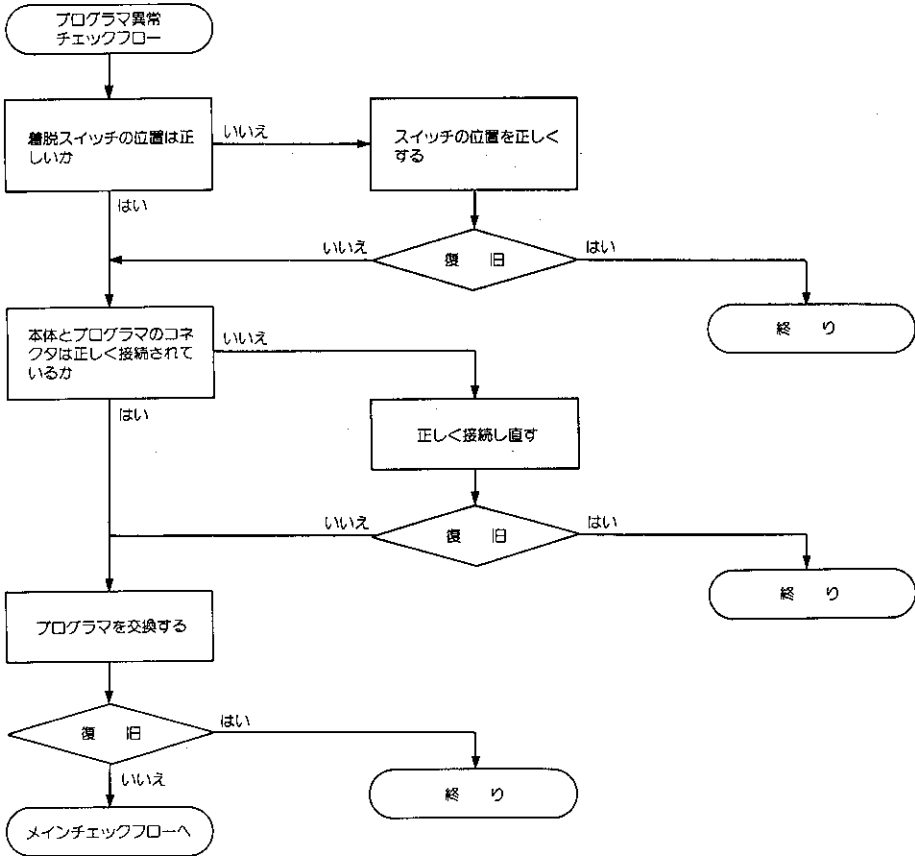 プログラマ異常
チェックフロー
着脱スイッチの位置は正
しいか
いいえ
スイッチの位置を正しく
する
はい
いいえ
復 旧
はい
終 り
本体とプログラマのコネ
クタは正しく接続されて
いるか
いいえ
はい
正しく接続し直す
いいえ
復 旧
はい
終 り
プログラマを交換する
復 旧
はい
いいえ
終 り
メインチェックフローへ